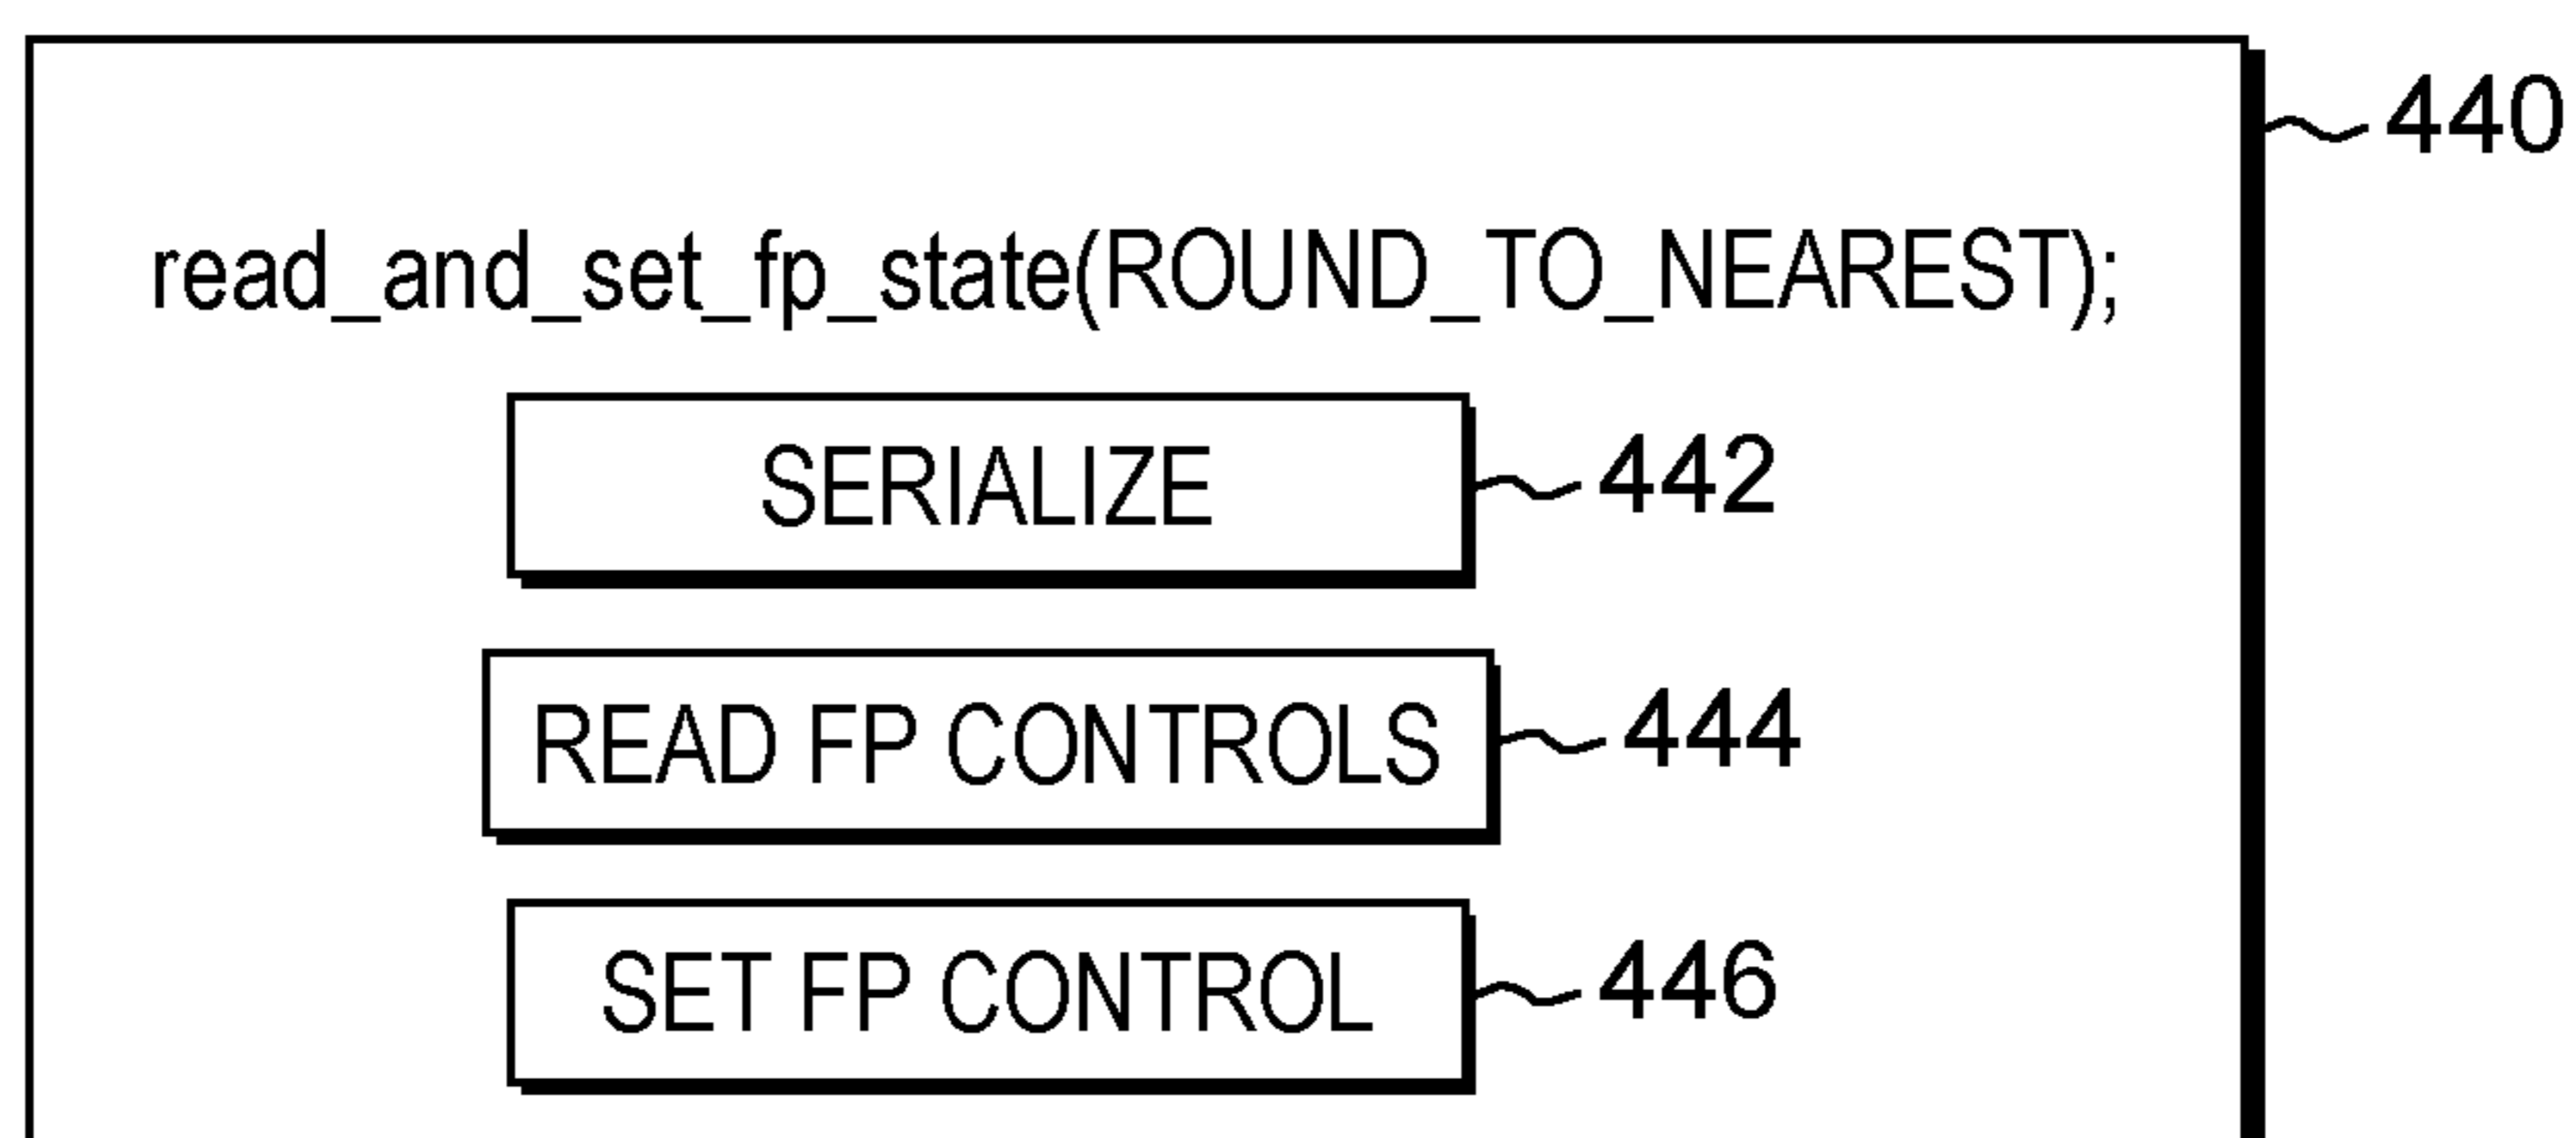 440
read_and_set_fp_state(ROUND_TO_NEAREST);
SERIALIZE 442
READ FP CONTROLS 444
SET FP CONTROL 446